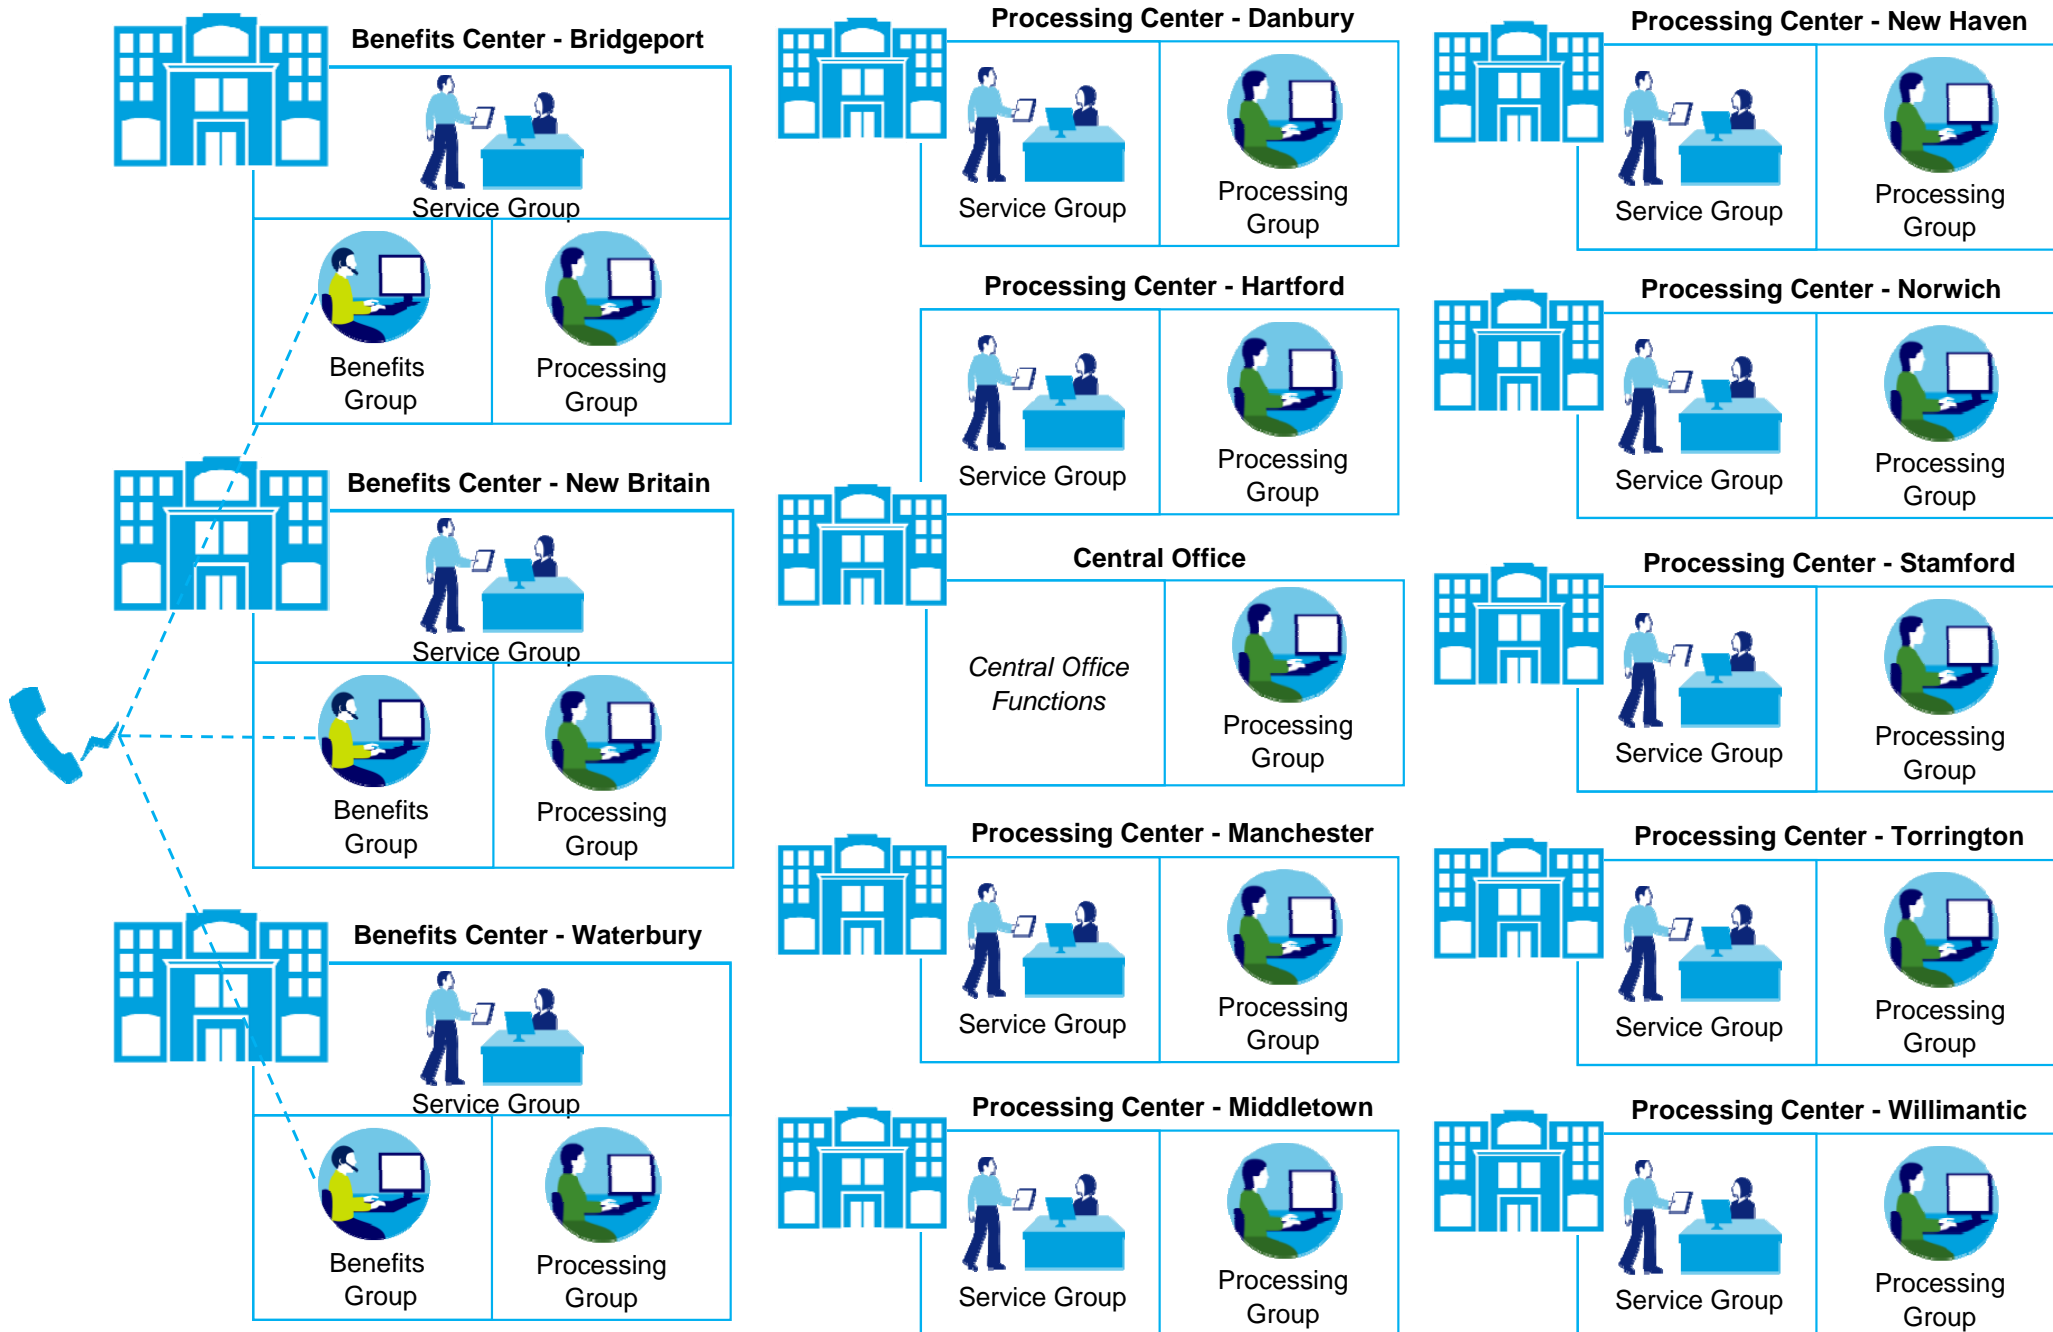 Benefits Center - Bridgeport
Service Group
Benefits
Group
Processing
Group
Benefits Center - New Britain
Service Group
Benefits
Group
Processing
Group
Benefits Center - Waterbury
Service Group
Benefits
Group
Processing
Group
Processing Center - Danbury
Service Group
Processing
Group
Processing Center - Hartford
Service Group
Processing
Group
Central Office
Central Office
Functions
Processing
Group
Processing Center - Manchester
Service Group
Processing
Group
Processing Center - Middletown
Service Group
Processing
Group
Processing Center - New Haven
Service Group
Processing
Group
Processing Center - Norwich
Service Group
Processing
Group
Processing Center - Stamford
Service Group
Processing
Group
Processing Center - Torrington
Service Group
Processing
Group
Processing Center - Willimantic
Service Group
Processing
Group